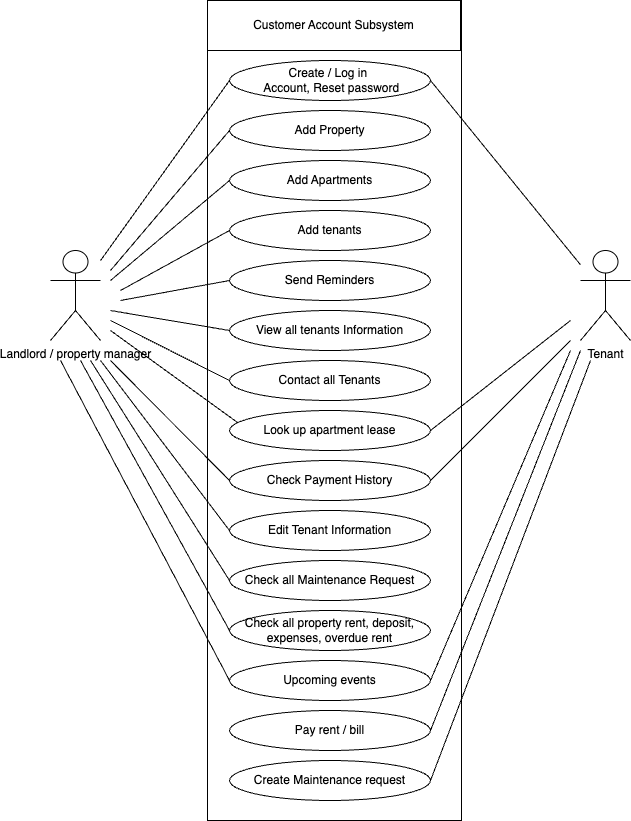 Customer Account Subsystem
Create / Log in
Account, Reset password
Add Property
Add Apartments
Add tenants
Send Reminders
View all tenants Information
Landlord / property manager
Tenant
Contact all Tenants
Look up apartment lease
Check Payment History
Edit Tenant Information
Check all Maintenance Request
Check all property rent, deposit,
expenses, overdue rent
Upcoming events
Pay rent / bill
Create Maintenance request